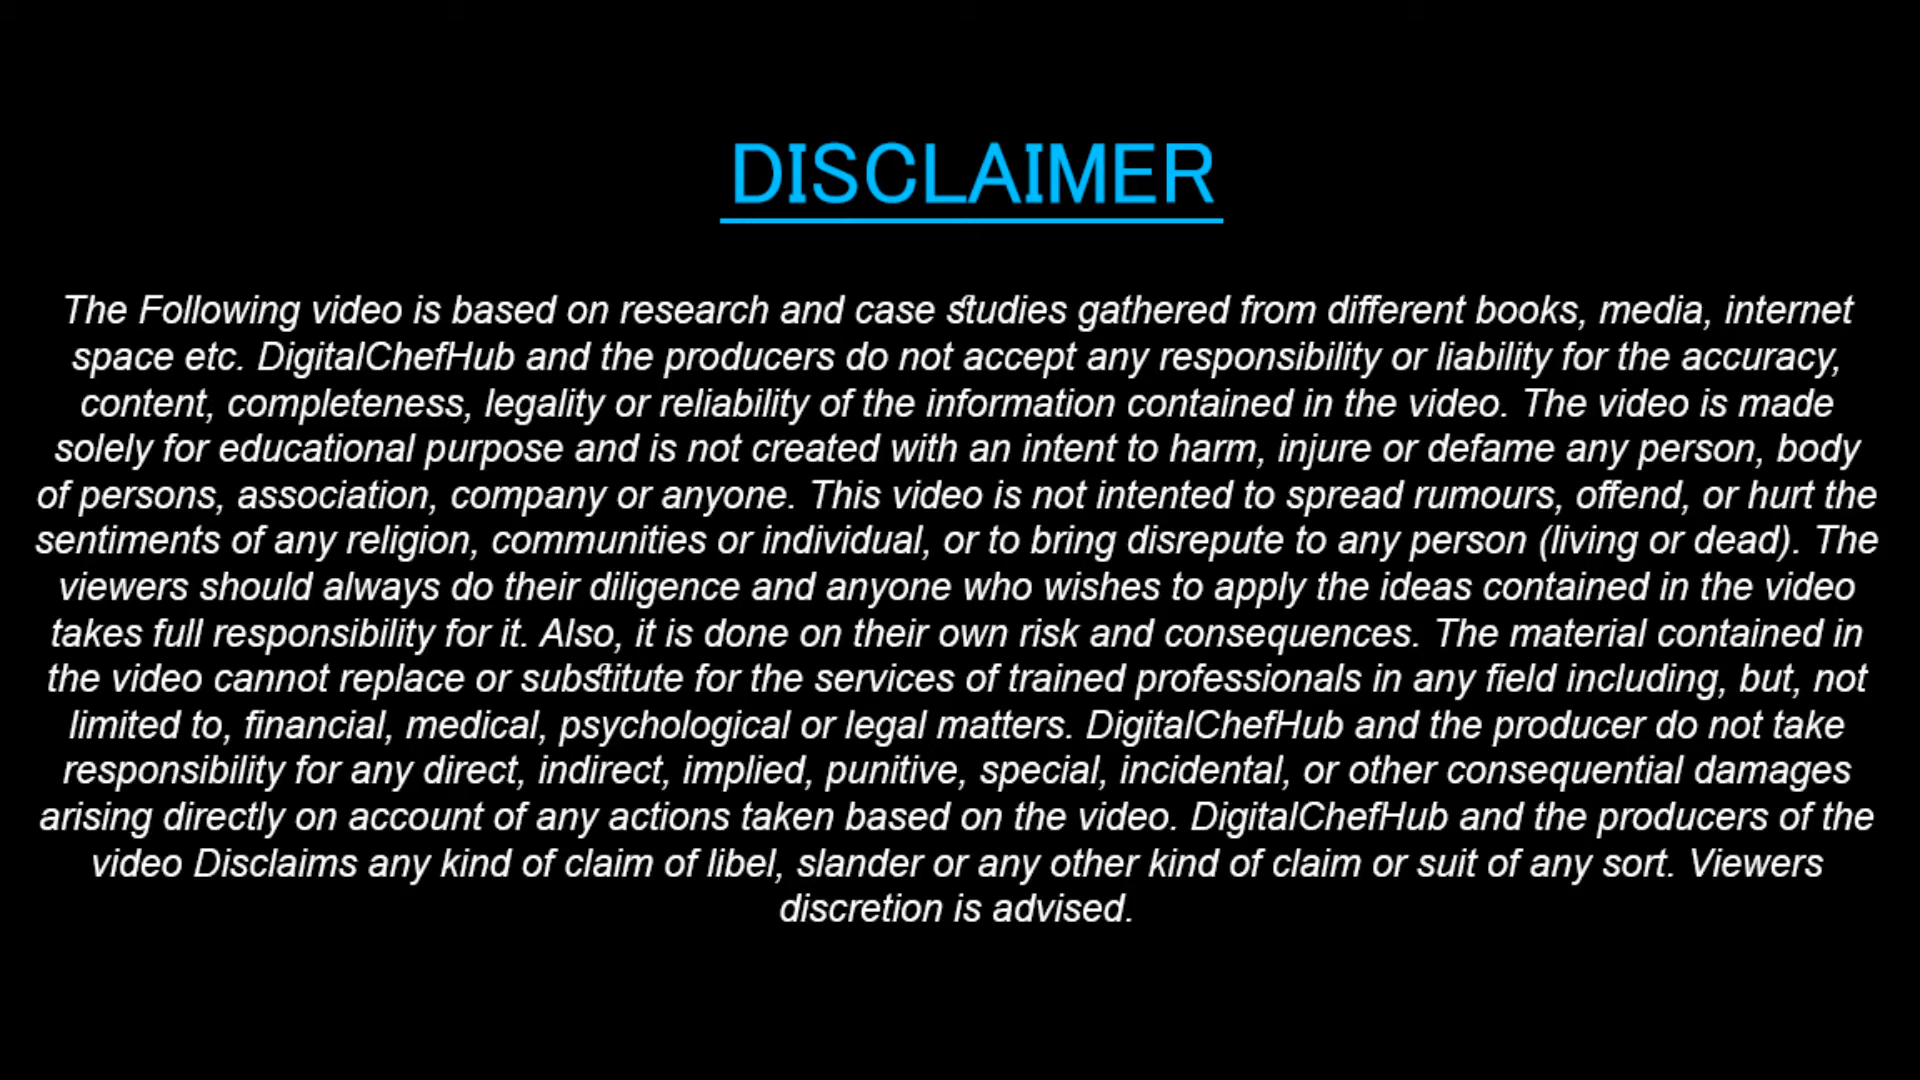 DISCLAIMER
The Following video is based on research and case studies gathered from different books, media, internet
space etc. DigitalChefHub and the producers do not accept any responsibility or liability for the accuracy,
content, completeness, legality or reliability of the information contained in the video. The video is made
solely for educational purpose and is not created with an intent to harm, injure or defame any person, body
of persons, association, company or anyone. This video is not intented to spread rumours, offend, or hurt the
sentiments of any religion, communities or individual, or to bring disrepute to any person (living or dead). The
viewers should always do their diligence and anyone who wishes to apply the ideas contained in the video
takes full responsibility for it. Also, it is done on their own risk and consequences. The material contained in
the video cannot replace or substitute for the services of trained professionals in any field including, but, not
limited to, financial, medical, psychological or legal matters. DigitalChefHub and the producer do not take
responsibility for any direct, indirect, implied, punitive, special, incidental, or other consequential damages
arising directly on account of any actions taken based on the video. DigitalChefHub and the producers of the
video Disclaims any kind of claim of libel, slander or any other kind of claim or suit of any sort. Viewers
discretion is advised.